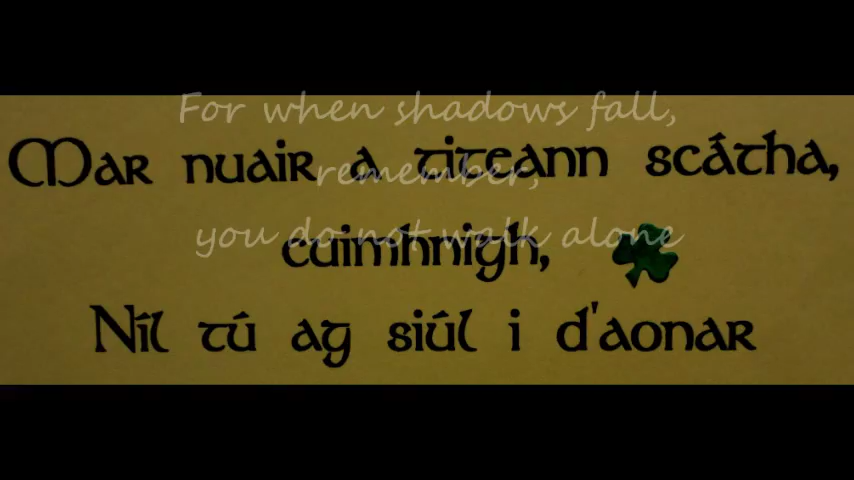 For when shadows fall,
Mar nuair a titeann scátha,
remember,
you do not walk alone
cuimhnigh,
Níl tú ag siúl i d'aonar